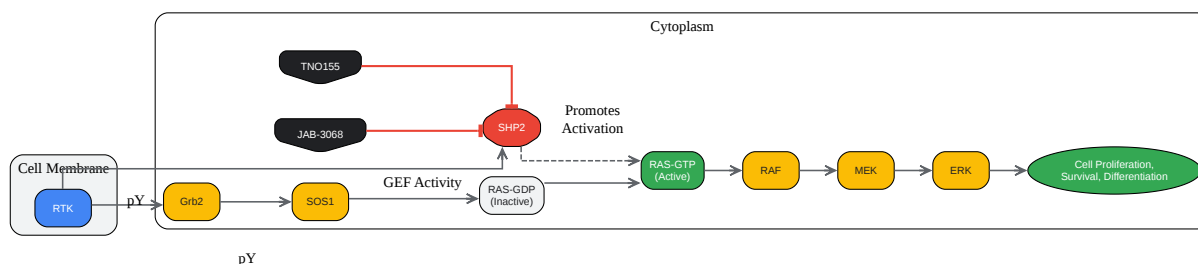 Cytoplasm
TNO155
JAB-3068
SHP2
Promotes
Activation
Cell Membrane
RTK
pY
Grb2
SOS1
GEF Activity
RAS-GDP
(Inactive)
RAS-GTP
(Active)
RAF
MEK
ERK
Cell Proliferation,
Survival, Differentiation
pY